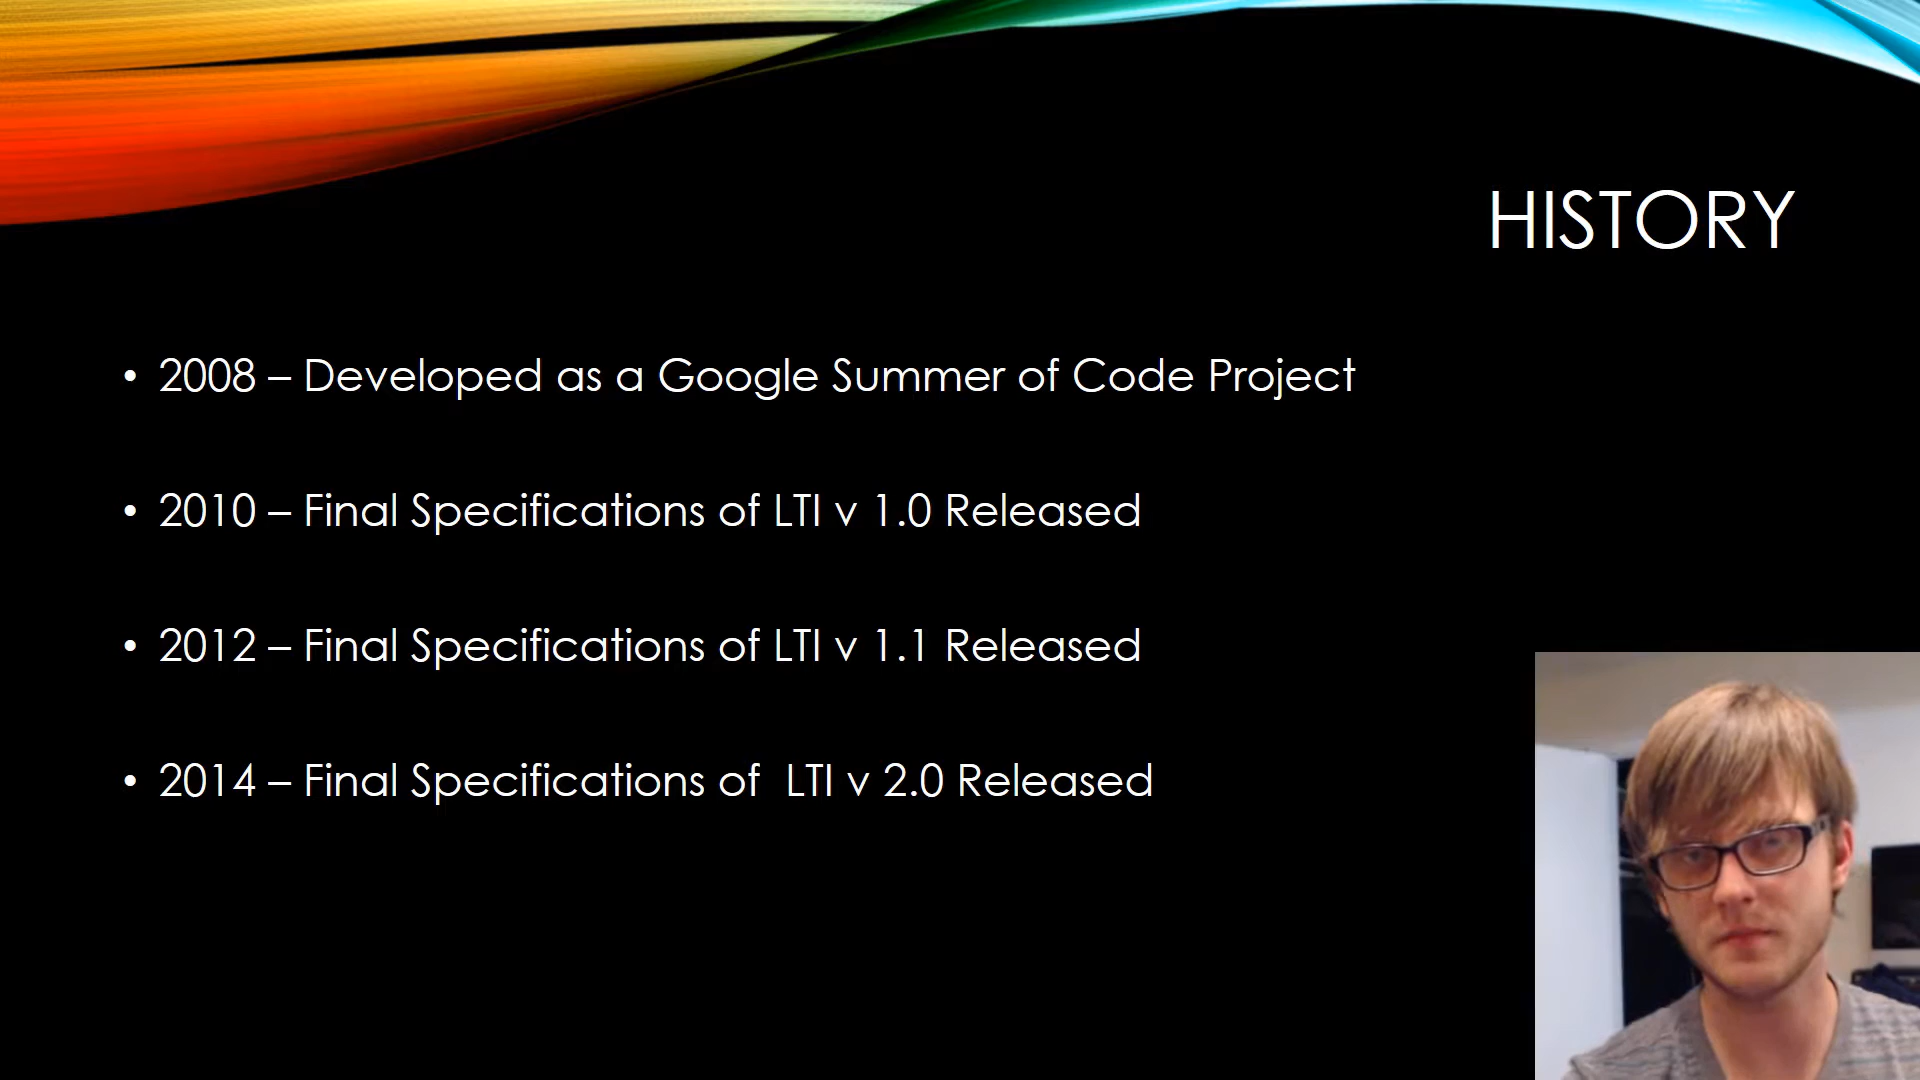 HISTORY
• 2008 – Developed as a Google Summer of Code Project
• 2010 – Final Specifications of LTI v 1.0 Released
• 2012 – Final Specifications of LTI v 1.1 Released
• 2014 – Final Specifications of  LTI v 2.0 Released